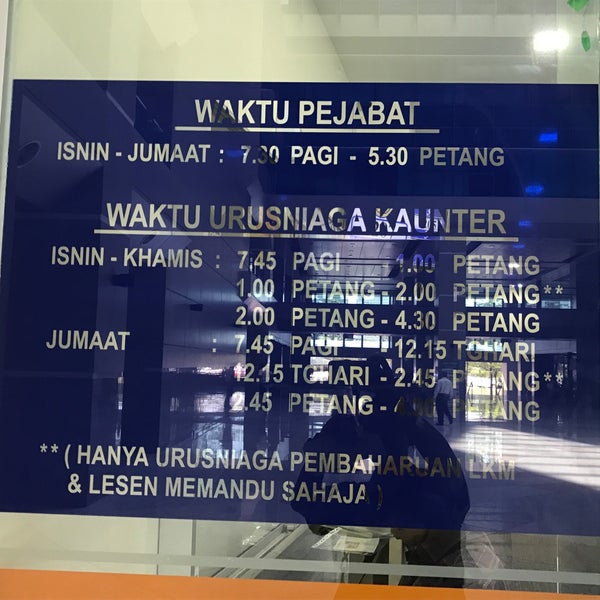 WAKTU PEJABAT
ISNIN - JUMAAT : 7.30 PAGI - 5.30 PETANG
WAKTU URUSNIAGA KAUNTER
ISNIN - KHAMIS : 7.45 PAGI - 1.00 PETANG
1.00 PETANG - 2.00 PETANG**
2.00 PETANG - 4.30 PETANG
JUMAAT : 7.45 PAGI - 12.15 TGHARI
12.15 TGHARI - 2.45 PETANG**
2.45 PETANG - PETANG
** ( HANYA URUSNIAGA PEMBAHARUAN LKM
& LESEN MEMANDU SAHAJA )